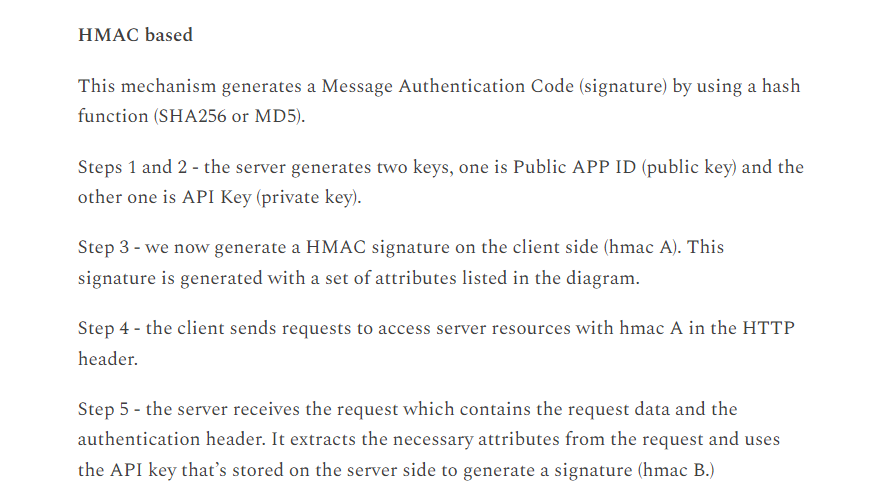 HMAC based
This mechanism generates a Message Authentication Code (signature) by using a hash
function (SHA256 or MD5).
Steps 1 and 2 - the server generates two keys, one is Public APP ID (public key) and the
other one is API Key (private key).
Step 3 - we now generate a HMAC signature on the client side (hmac A). This
signature is generated with a set of attributes listed in the diagram.
Step 4 - the client sends requests to access server resources with hmac A in the HTTP
header.
Step 5 - the server receives the request which contains the request data and the
authentication header. It extracts the necessary attributes from the request and uses
the API key that’s stored on the server side to generate a signature (hmac B.)